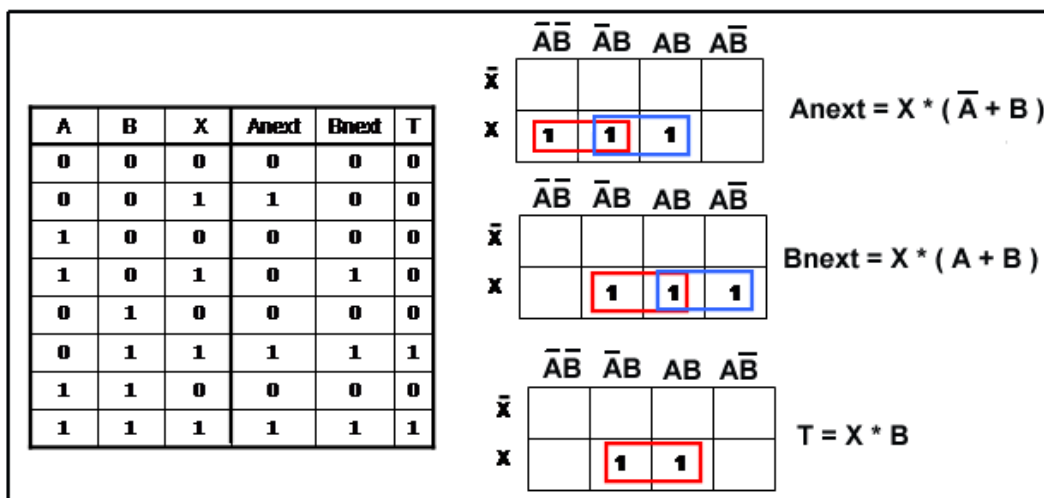 A B X Anext Bnext T
0 0 0 0 0 0
0 0 1 1 0 0
1 0 0 0 0 0
1 0 1 0 1 0
0 1 0 0 0 0
0 1 1 1 1 1
1 1 0 0 0 0
1 1 1 1 1 1
A̅B̅ A̅B AB AB̅
X̅
X 1 1 1
Anext = X * ( A̅ + B )
A̅B̅ A̅B AB AB̅
X̅
X 1 1 1
Bnext = X * ( A + B )
A̅B̅ A̅B AB AB̅
X̅
X 1 1
T = X * B